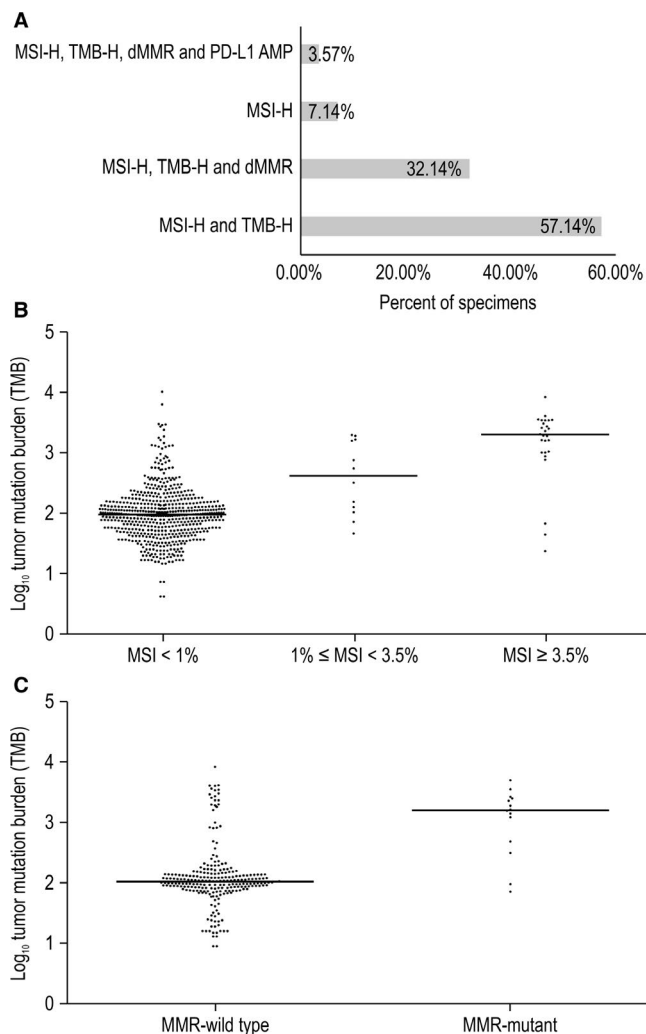 A
MSI-H, TMB-H, dMMR and PD-L1 AMP
3.57%
MSI-H
7.14%
MSI-H, TMB-H and dMMR
32.14%
MSI-H and TMB-H
57.14%
0.00% 20.00% 40.00% 60.00%
Percent of specimens
B
Log₁₀ tumor mutation burden (TMB)
5
4
3
2
1
0
MSI < 1% 1% ≤ MSI < 3.5% MSI ≥ 3.5%
C
Log₁₀ tumor mutation burden (TMB)
5
4
3
2
1
0
MMR-wild type MMR-mutant